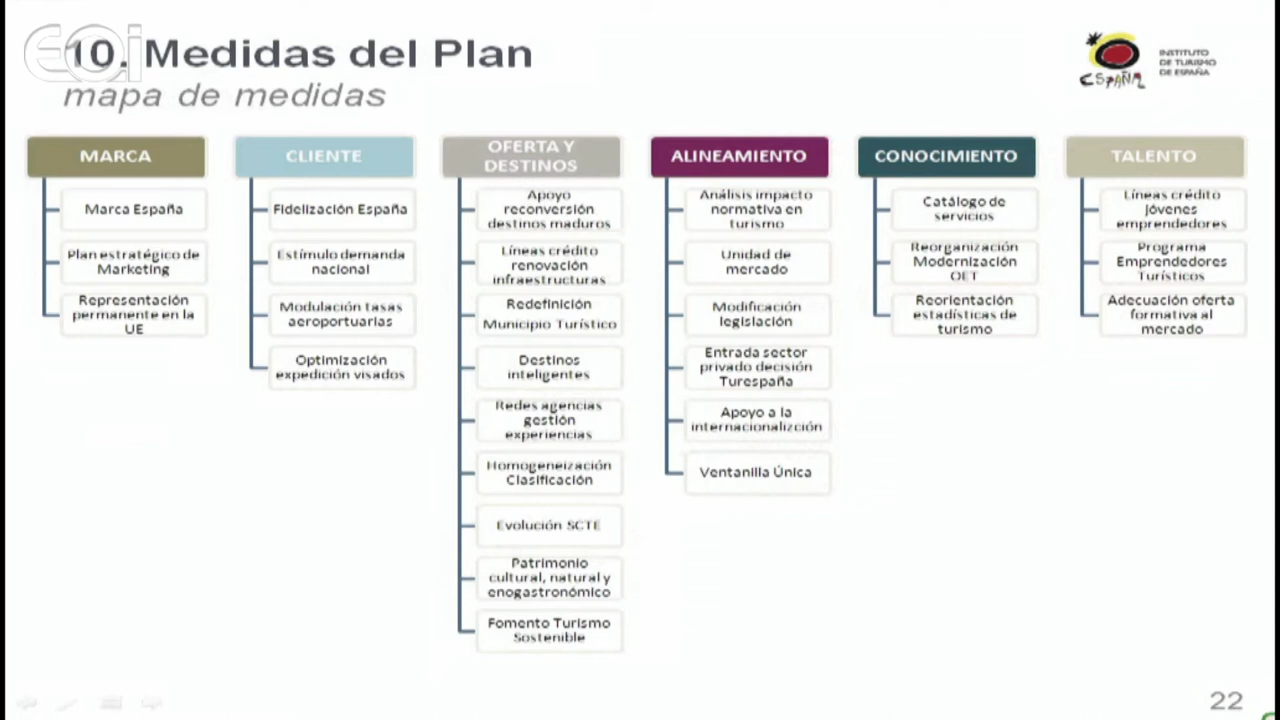 eoi
10. Medidas del Plan
mapa de medidas
ESPAÑA
INSTITUTO
DE TURISMO
DE ESPAÑA
MARCA
Marca España
Plan estratégico de
Marketing
Representación
permanente en la
UE
CLIENTE
Fidelización España
Estímulo demanda
nacional
Modulación tasas
aeroportuarias
Optimización
expedición visados
OFERTA Y
DESTINOS
Apoyo
reconversión
destinos maduros
Líneas crédito
renovación
infraestructuras
Redefinición
Municipio Turístico
Destinos
inteligentes
Redes agencias
gestión
experiencias
Homogeneización
Clasificación
Evolución SCTE
Patrimonio
cultural, natural y
enogastronómico
Fomento Turismo
Sostenible
ALINEAMIENTO
Análisis impacto
normativa en
turismo
Unidad de
mercado
Modificación
legislación
Entrada sector
privado decisión
Turespaña
Apoyo a la
internacionalizción
Ventanilla Única
CONOCIMIENTO
Catálogo de
servicios
Reorganización
Modernización
OET
Reorientación
estadísticas de
turismo
TALENTO
Líneas crédito
jóvenes
emprendedores
Programa
Emprendedores
Turísticos
Adecuación oferta
formativa al
mercado
22